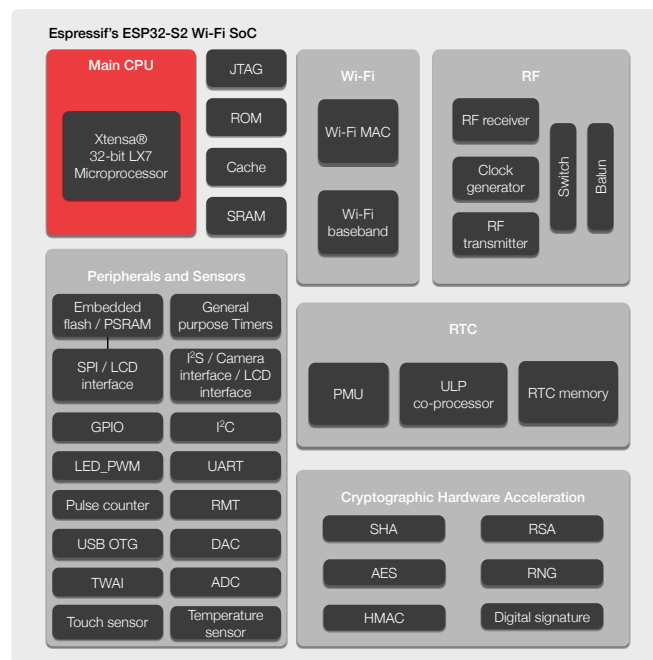 Espressif's ESP32-S2 Wi-Fi SoC
Main CPU
Xtensa®
32-bit LX7
Microprocessor
JTAG
ROM
Cache
SRAM
Wi-Fi
Wi-Fi MAC
Wi-Fi
baseband
RF
RF receiver
Clock
generator
RF
transmitter
Switch
Balun
Peripherals and Sensors
Embedded
flash / PSRAM
General
purpose Timers
SPI / LCD
interface
I²S / Camera
interface / LCD
interface
GPIO
I²C
LED_PWM
UART
Pulse counter
RMT
USB OTG
DAC
TWAI
ADC
Touch sensor
Temperature
sensor
RTC
PMU
ULP
co-processor
RTC memory
Cryptographic Hardware Acceleration
SHA
RSA
AES
RNG
HMAC
Digital signature